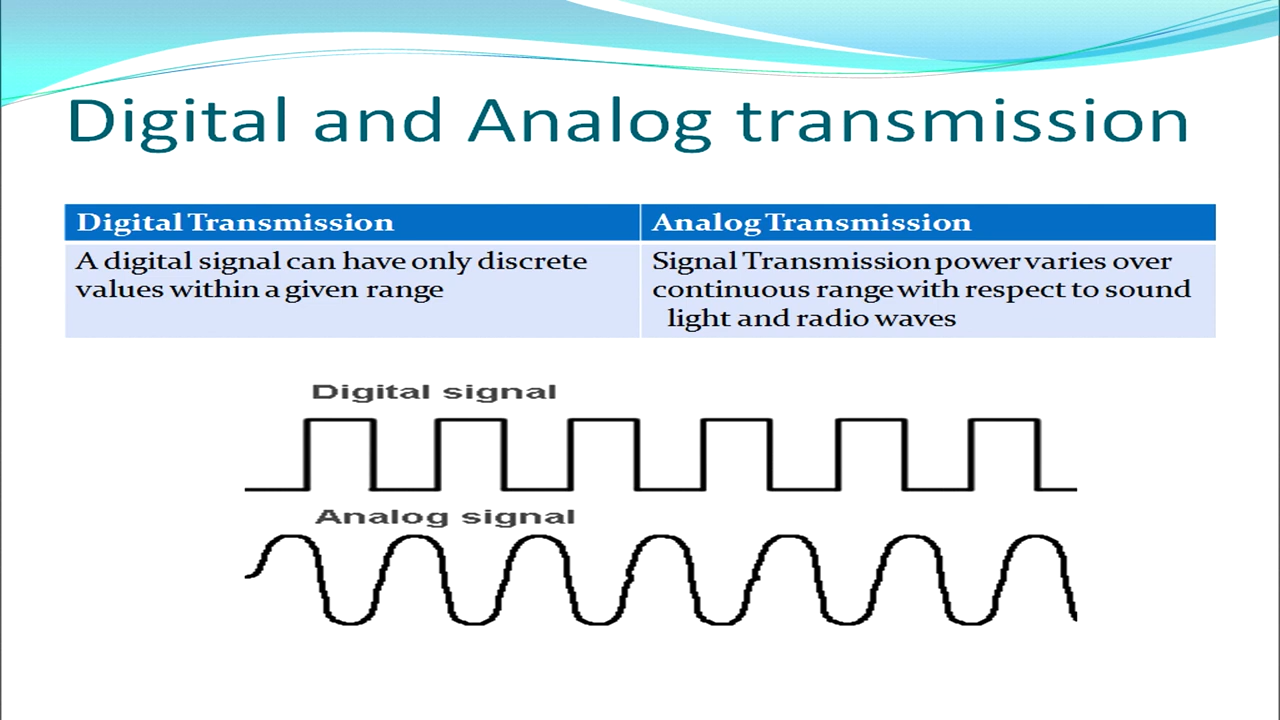 Digital and Analog transmission
Digital Transmission
Analog Transmission
A digital signal can have only discrete
values within a given range
Signal Transmission power varies over
continuous range with respect to sound
light and radio waves
Digital signal
Analog signal